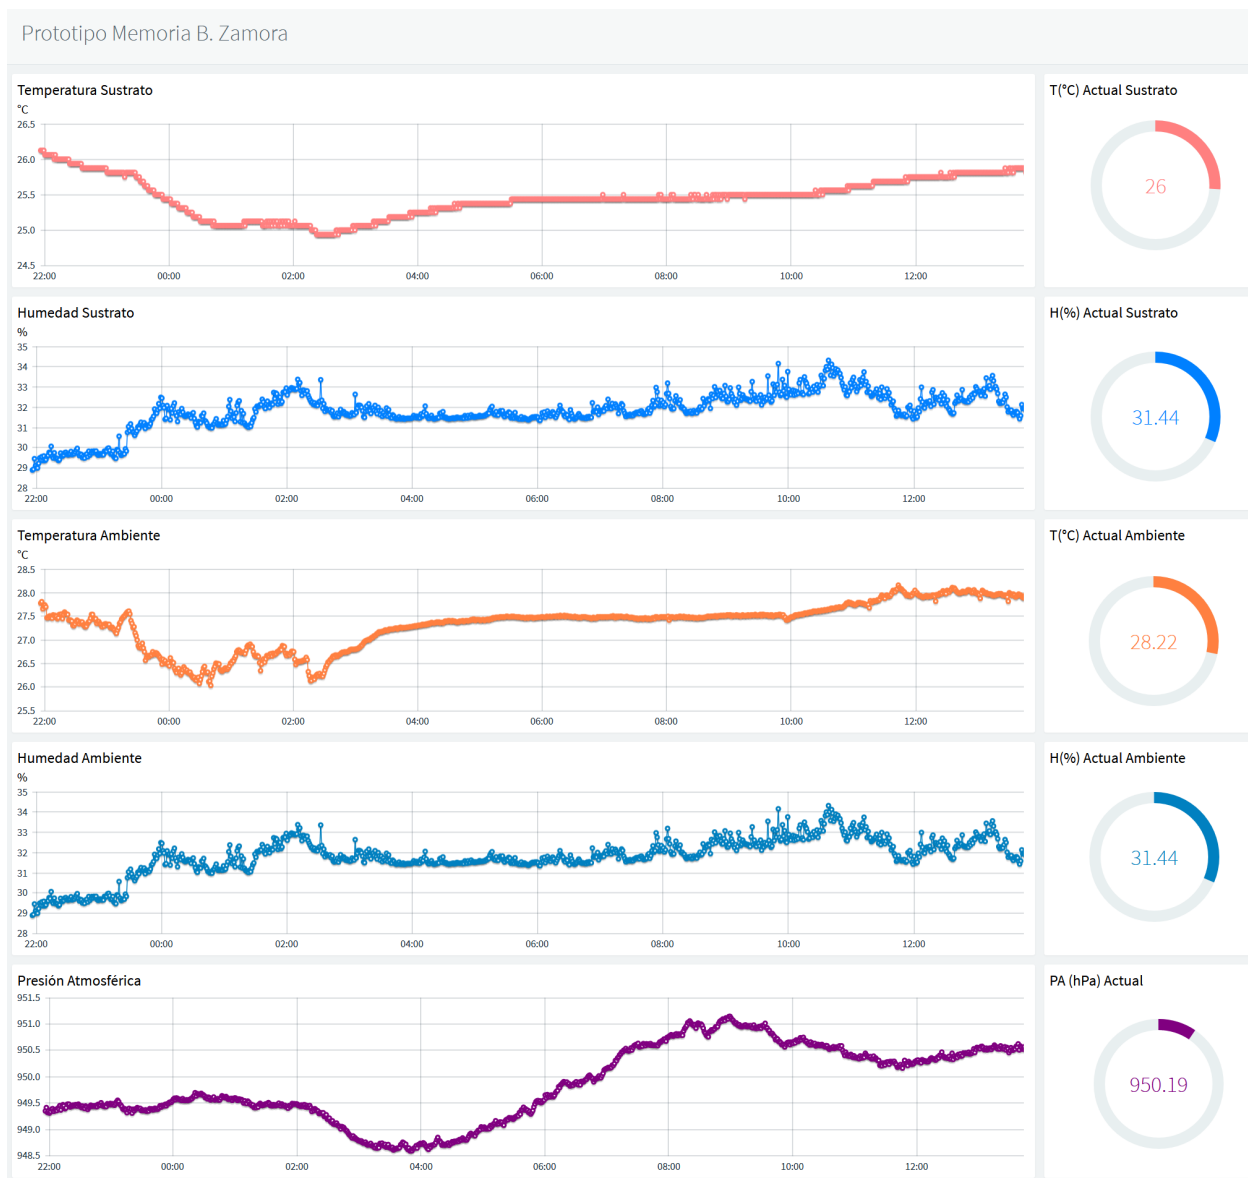 Prototipo Memoria B. Zamora
Temperatura Sustrato
°C
26.5
26.0
25.5
25.0
24.5
22:00 00:00 02:00 04:00 06:00 08:00 10:00 12:00
T(°C) Actual Sustrato
26
Humedad Sustrato
%
35
34
33
32
31
30
29
28
22:00 00:00 02:00 04:00 06:00 08:00 10:00 12:00
H(%) Actual Sustrato
31.44
Temperatura Ambiente
°C
28.5
28.0
27.5
27.0
26.5
26.0
25.5
22:00 00:00 02:00 04:00 06:00 08:00 10:00 12:00
T(°C) Actual Ambiente
28.22
Humedad Ambiente
%
35
34
33
32
31
30
29
28
22:00 00:00 02:00 04:00 06:00 08:00 10:00 12:00
H(%) Actual Ambiente
31.44
Presión Atmosférica
951.5
951.0
950.5
950.0
949.5
949.0
948.5
22:00 00:00 02:00 04:00 06:00 08:00 10:00 12:00
PA (hPa) Actual
950.19